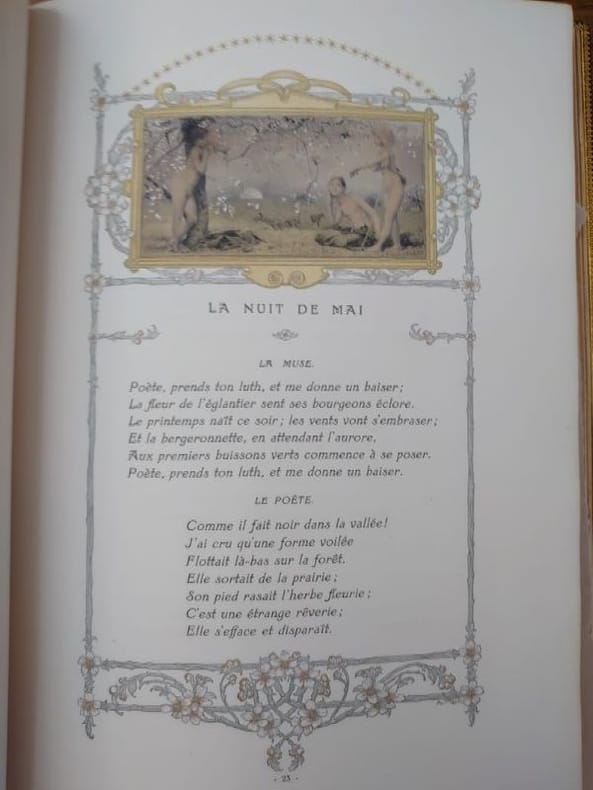 LA NUIT DE MAI
LA MUSE.
Poète, prends ton luth, et me donne un baiser;
La fleur de l'églantier sent ses bourgeons éclore.
Le printemps naît ce soir; les vents vont s'embraser;
Et la bergeronnette, en attendant l'aurore,
Aux premiers buissons verts commence à se poser.
Poète, prends ton luth, et me donne un baiser.
LE POÈTE.
Comme il fait noir dans la vallée!
J'ai cru qu'une forme voilée
Flottait là-bas sur la forêt.
Elle sortait de la prairie;
Son pied rasait l'herbe fleurie;
C'est une étrange rêverie;
Elle s'efface et disparaît.
· 23 ·